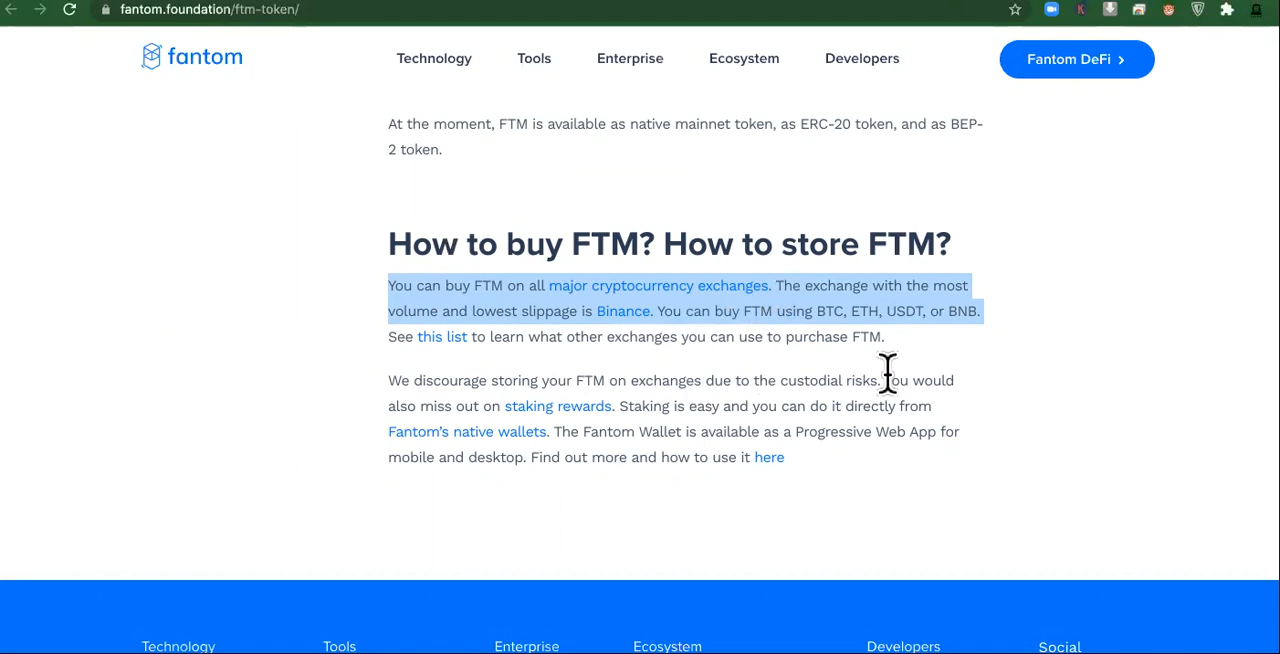 fantom.foundation/ftm-token/
K
fantom
Technology
Tools
Enterprise
Ecosystem
Developers
Fantom DeFi >
At the moment, FTM is available as native mainnet token, as ERC-20 token, and as BEP-
2 token.
How to buy FTM? How to store FTM?
You can buy FTM on all major cryptocurrency exchanges. The exchange with the most
volume and lowest slippage is Binance. You can buy FTM using BTC, ETH, USDT, or BNB.
See this list to learn what other exchanges you can use to purchase FTM.
We discourage storing your FTM on exchanges due to the custodial risks. You would
also miss out on staking rewards. Staking is easy and you can do it directly from
Fantom’s native wallets. The Fantom Wallet is available as a Progressive Web App for
mobile and desktop. Find out more and how to use it here
Technology
Tools
Enterprise
Ecosystem
Developers
Social